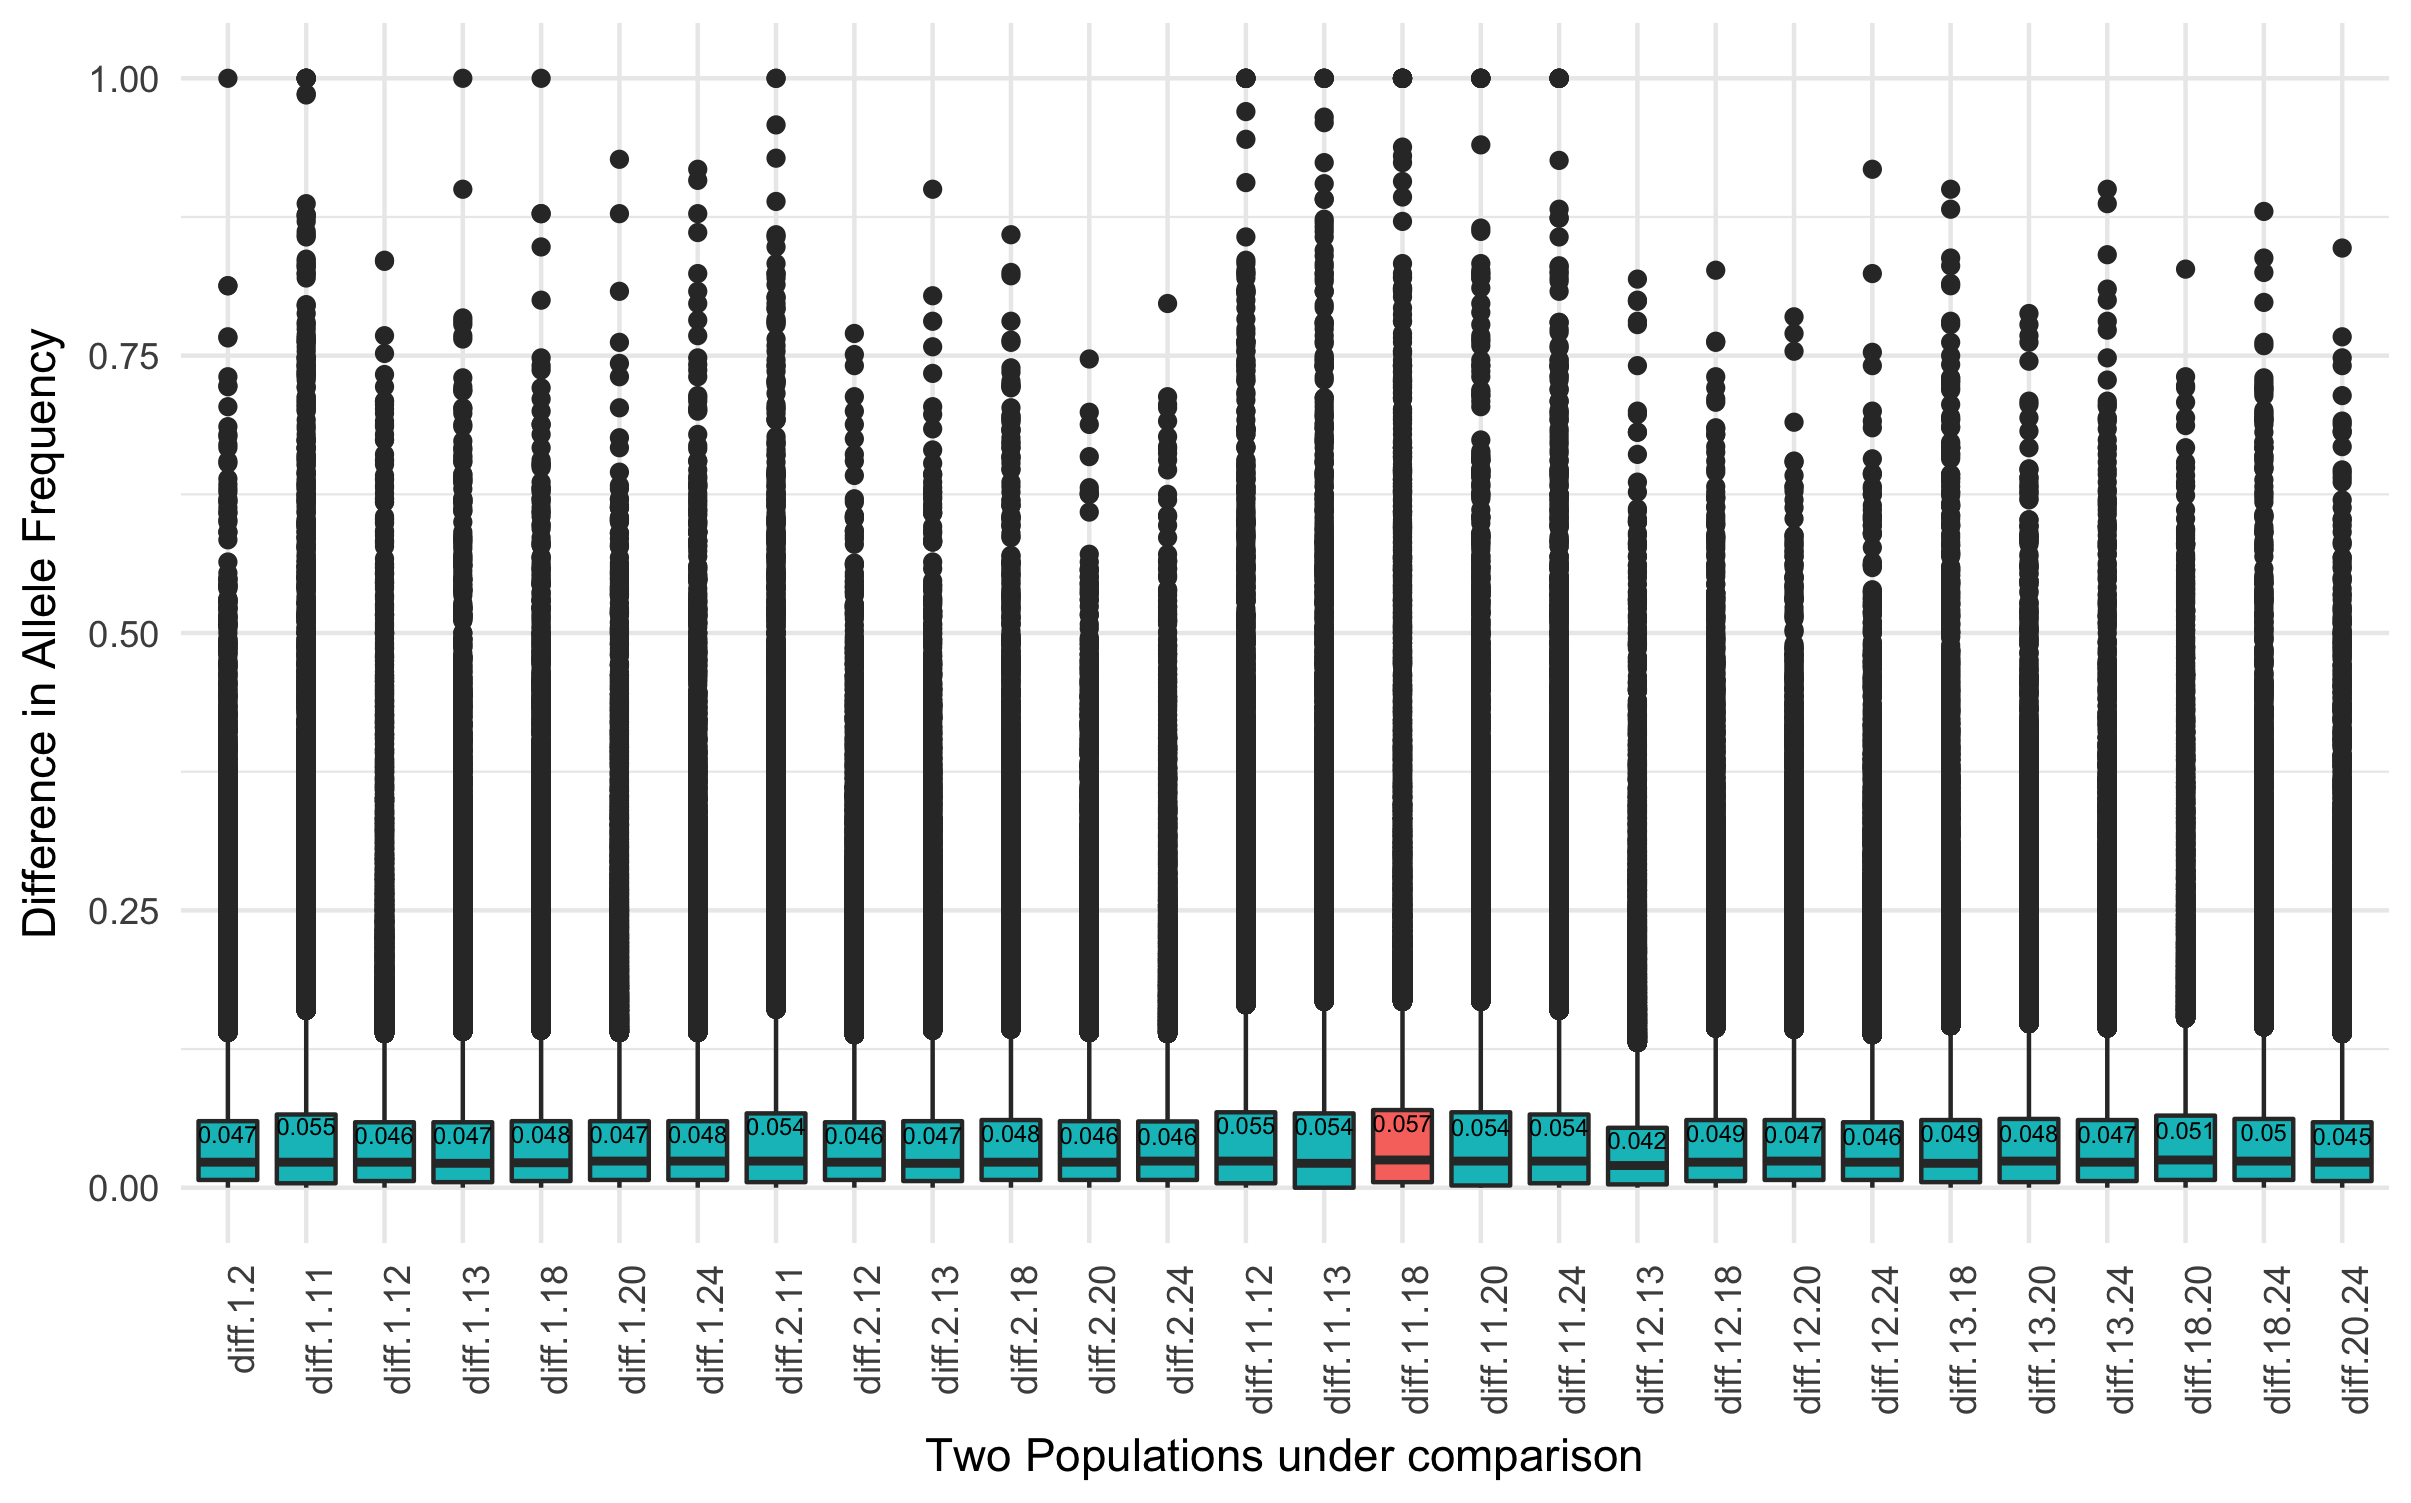 Difference in Allele Frequency
1.00
0.75
0.50
0.25
0.00
0.047
0.055
0.046
0.047
0.048
0.047
0.048
0.054
0.046
0.047
0.048
0.046
0.046
0.055
0.054
0.057
0.054
0.054
0.042
0.049
0.047
0.046
0.049
0.048
0.047
0.051
0.05
0.045
diff.1.2
diff.1.11
diff.1.12
diff.1.13
diff.1.18
diff.1.20
diff.1.24
diff.2.11
diff.2.12
diff.2.13
diff.2.18
diff.2.20
diff.2.24
diff.11.12
diff.11.13
diff.11.18
diff.11.20
diff.11.24
diff.12.13
diff.12.18
diff.12.20
diff.12.24
diff.13.18
diff.13.20
diff.13.24
diff.18.20
diff.18.24
diff.20.24
Two Populations under comparison